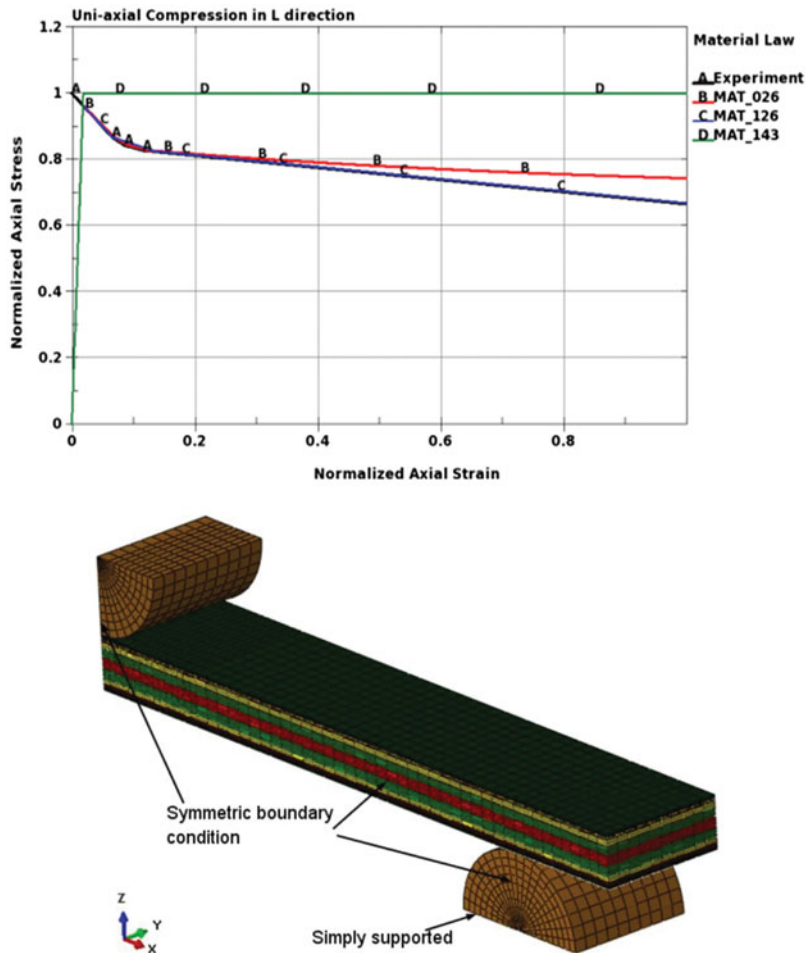 Uni-axial Compression in L direction
1.2
1
0.8
0.6
0.4
0.2
0
Normalized Axial Stress
0
0.2
0.4
0.6
0.8
Normalized Axial Strain
Material Law
A Experiment
B MAT_026
C MAT_126
D MAT_143
A D D D D D
B
C
A
A
A B C B C B C B C
Symmetric boundary
condition
Simply supported
Z
Y
X